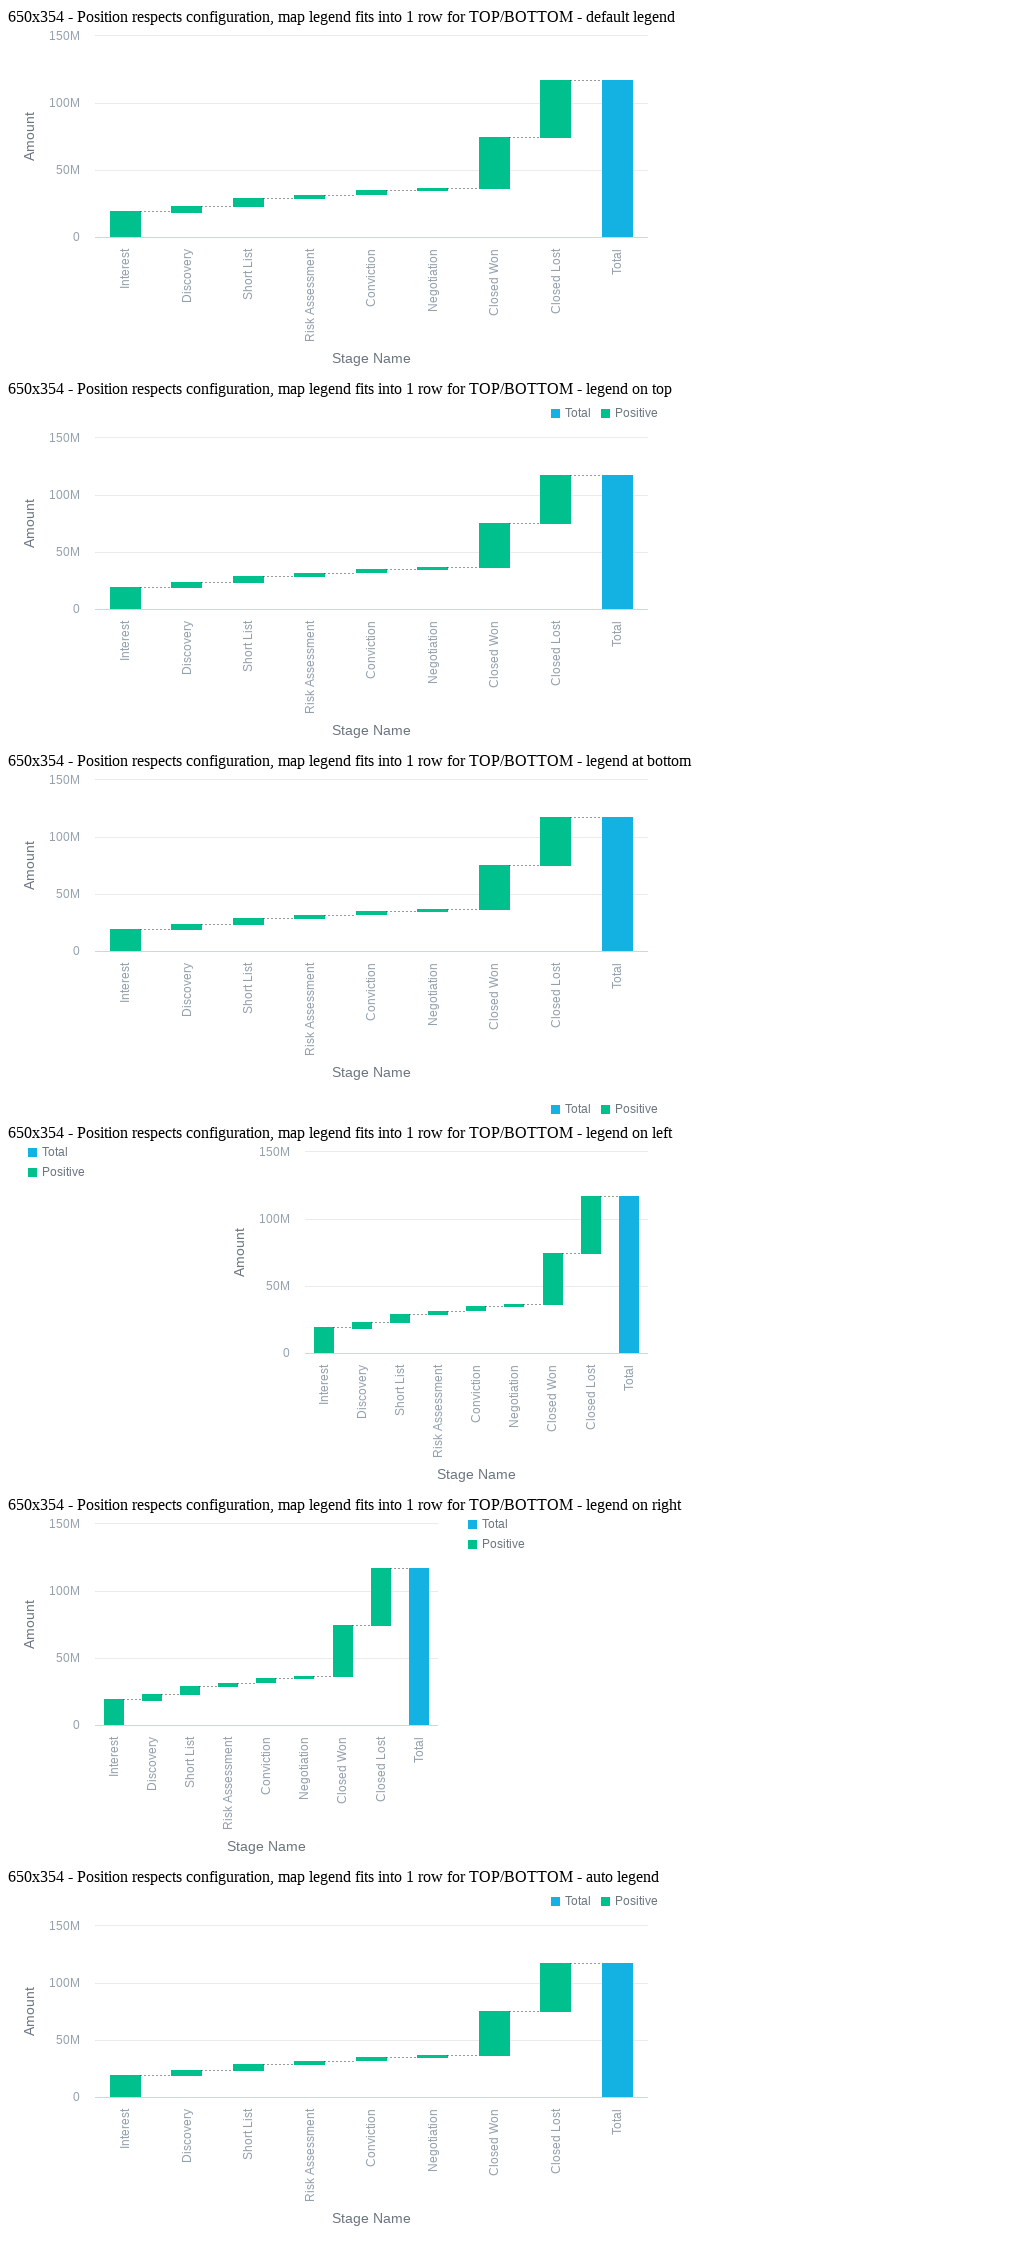 650x354 - Position respects configuration, map legend fits into 1 row for TOP/BOTTOM - default legend
150M
100M
50M
0
Amount
Interest
Discovery
Short List
Risk Assessment
Conviction
Negotiation
Closed Won
Closed Lost
Total
Stage Name
650x354 - Position respects configuration, map legend fits into 1 row for TOP/BOTTOM - legend on top
Total Positive
150M
100M
50M
0
Amount
Interest
Discovery
Short List
Risk Assessment
Conviction
Negotiation
Closed Won
Closed Lost
Total
Stage Name
650x354 - Position respects configuration, map legend fits into 1 row for TOP/BOTTOM - legend at bottom
150M
100M
50M
0
Amount
Interest
Discovery
Short List
Risk Assessment
Conviction
Negotiation
Closed Won
Closed Lost
Total
Stage Name
Total Positive
650x354 - Position respects configuration, map legend fits into 1 row for TOP/BOTTOM - legend on left
Total
Positive
150M
100M
50M
0
Amount
Interest
Discovery
Short List
Risk Assessment
Conviction
Negotiation
Closed Won
Closed Lost
Total
Stage Name
650x354 - Position respects configuration, map legend fits into 1 row for TOP/BOTTOM - legend on right
150M
100M
50M
0
Amount
Interest
Discovery
Short List
Risk Assessment
Conviction
Negotiation
Closed Won
Closed Lost
Total
Stage Name
Total
Positive
650x354 - Position respects configuration, map legend fits into 1 row for TOP/BOTTOM - auto legend
Total Positive
150M
100M
50M
0
Amount
Interest
Discovery
Short List
Risk Assessment
Conviction
Negotiation
Closed Won
Closed Lost
Total
Stage Name